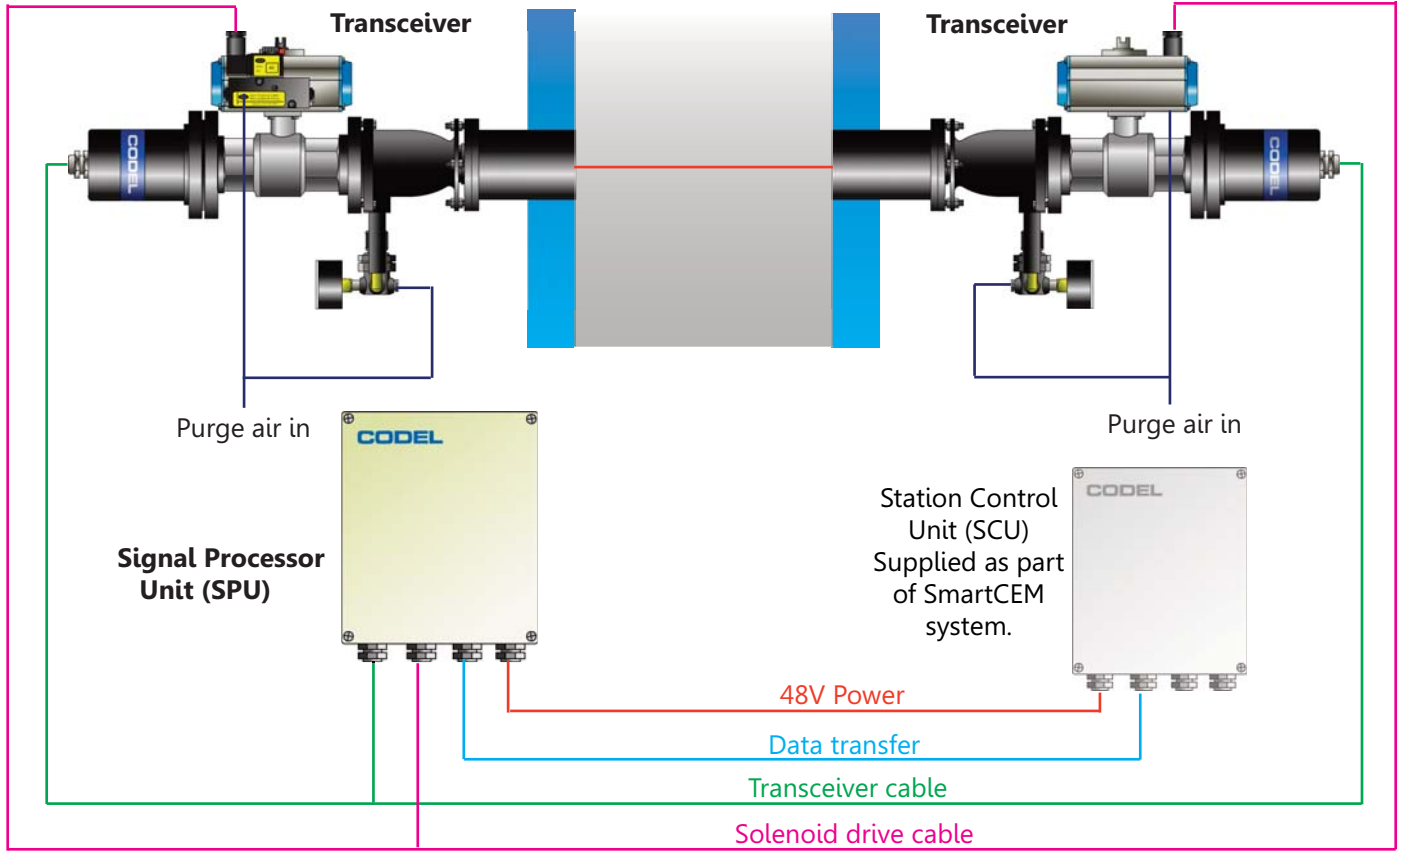 Transceiver
Transceiver
CODEL
CODEL
Purge air in
Purge air in
CODEL
CODEL
Signal Processor
Unit (SPU)
Station Control
Unit (SCU)
Supplied as part
of SmartCEM
system.
48V Power
Data transfer
Transceiver cable
Solenoid drive cable